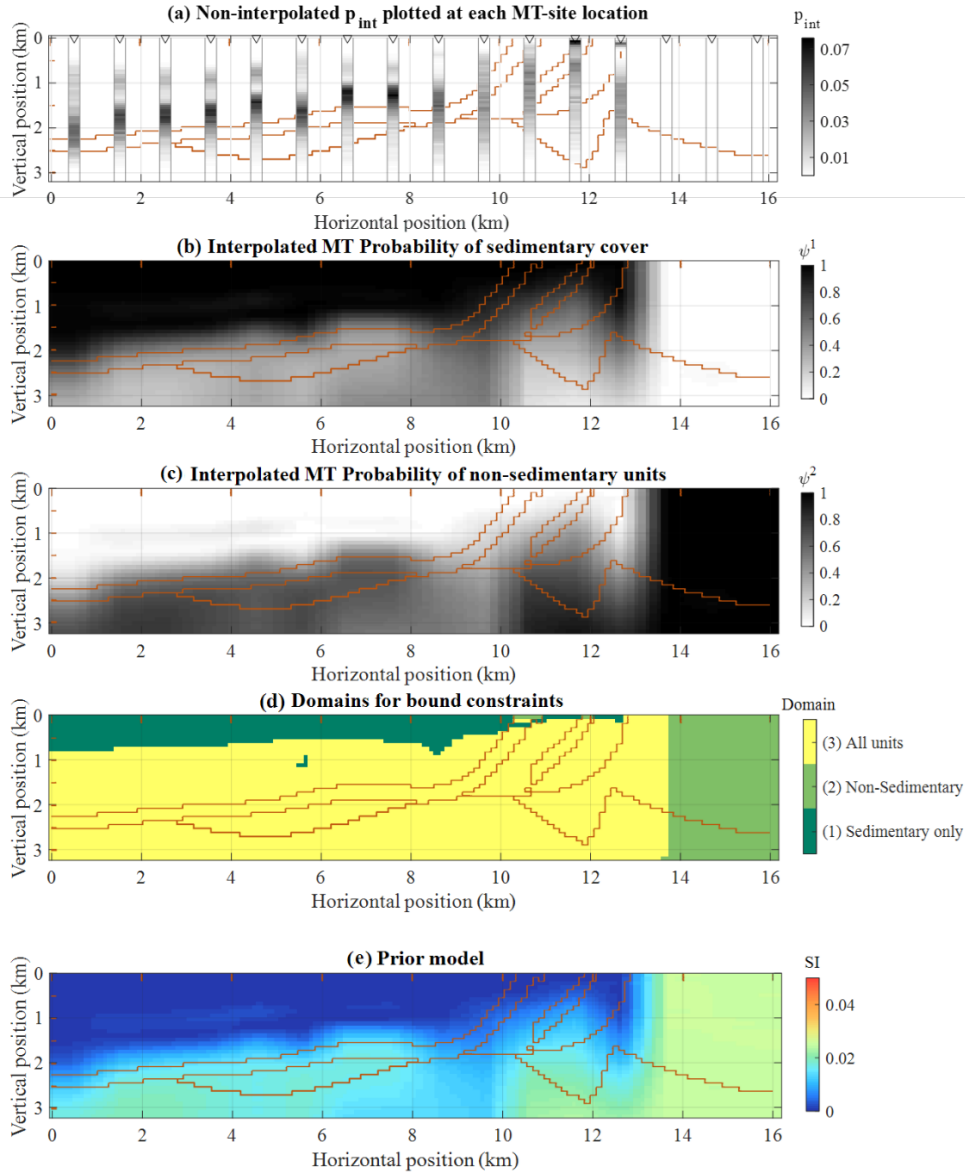 (a) Non-interpolated p_int plotted at each MT-site location
p_int
0.07
0.05
0.03
0.01
Vertical position (km)
0
1
2
3
0 2 4 6 8 10 12 14 16
Horizontal position (km)
(b) Interpolated MT Probability of sedimentary cover
ψ¹
1
0.8
0.6
0.4
0.2
0
Vertical position (km)
0
1
2
3
0 2 4 6 8 10 12 14 16
Horizontal position (km)
(c) Interpolated MT Probability of non-sedimentary units
ψ²
1
0.8
0.6
0.4
0.2
0
Vertical position (km)
0
1
2
3
0 2 4 6 8 10 12 14 16
Horizontal position (km)
(d) Domains for bound constraints
Domain
(3) All units
(2) Non-Sedimentary
(1) Sedimentary only
Vertical position (km)
0
1
2
3
0 2 4 6 8 10 12 14 16
Horizontal position (km)
(e) Prior model
SI
0.04
0.02
0
Vertical position (km)
0
1
2
3
0 2 4 6 8 10 12 14 16
Horizontal position (km)